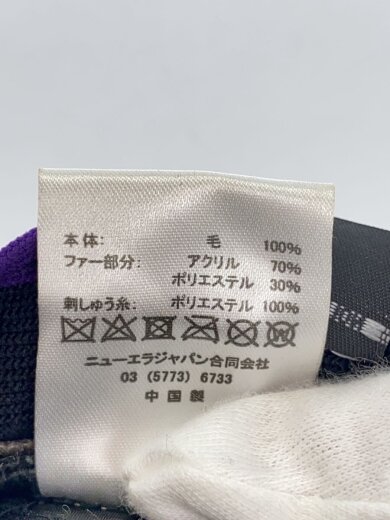 本体: 毛 100%
ファー部分: アクリル 70%
ポリエステル 30%
刺しゅう糸: ポリエステル 100%
ニューエラジャパン合同会社
03 (5773) 6733
中国製